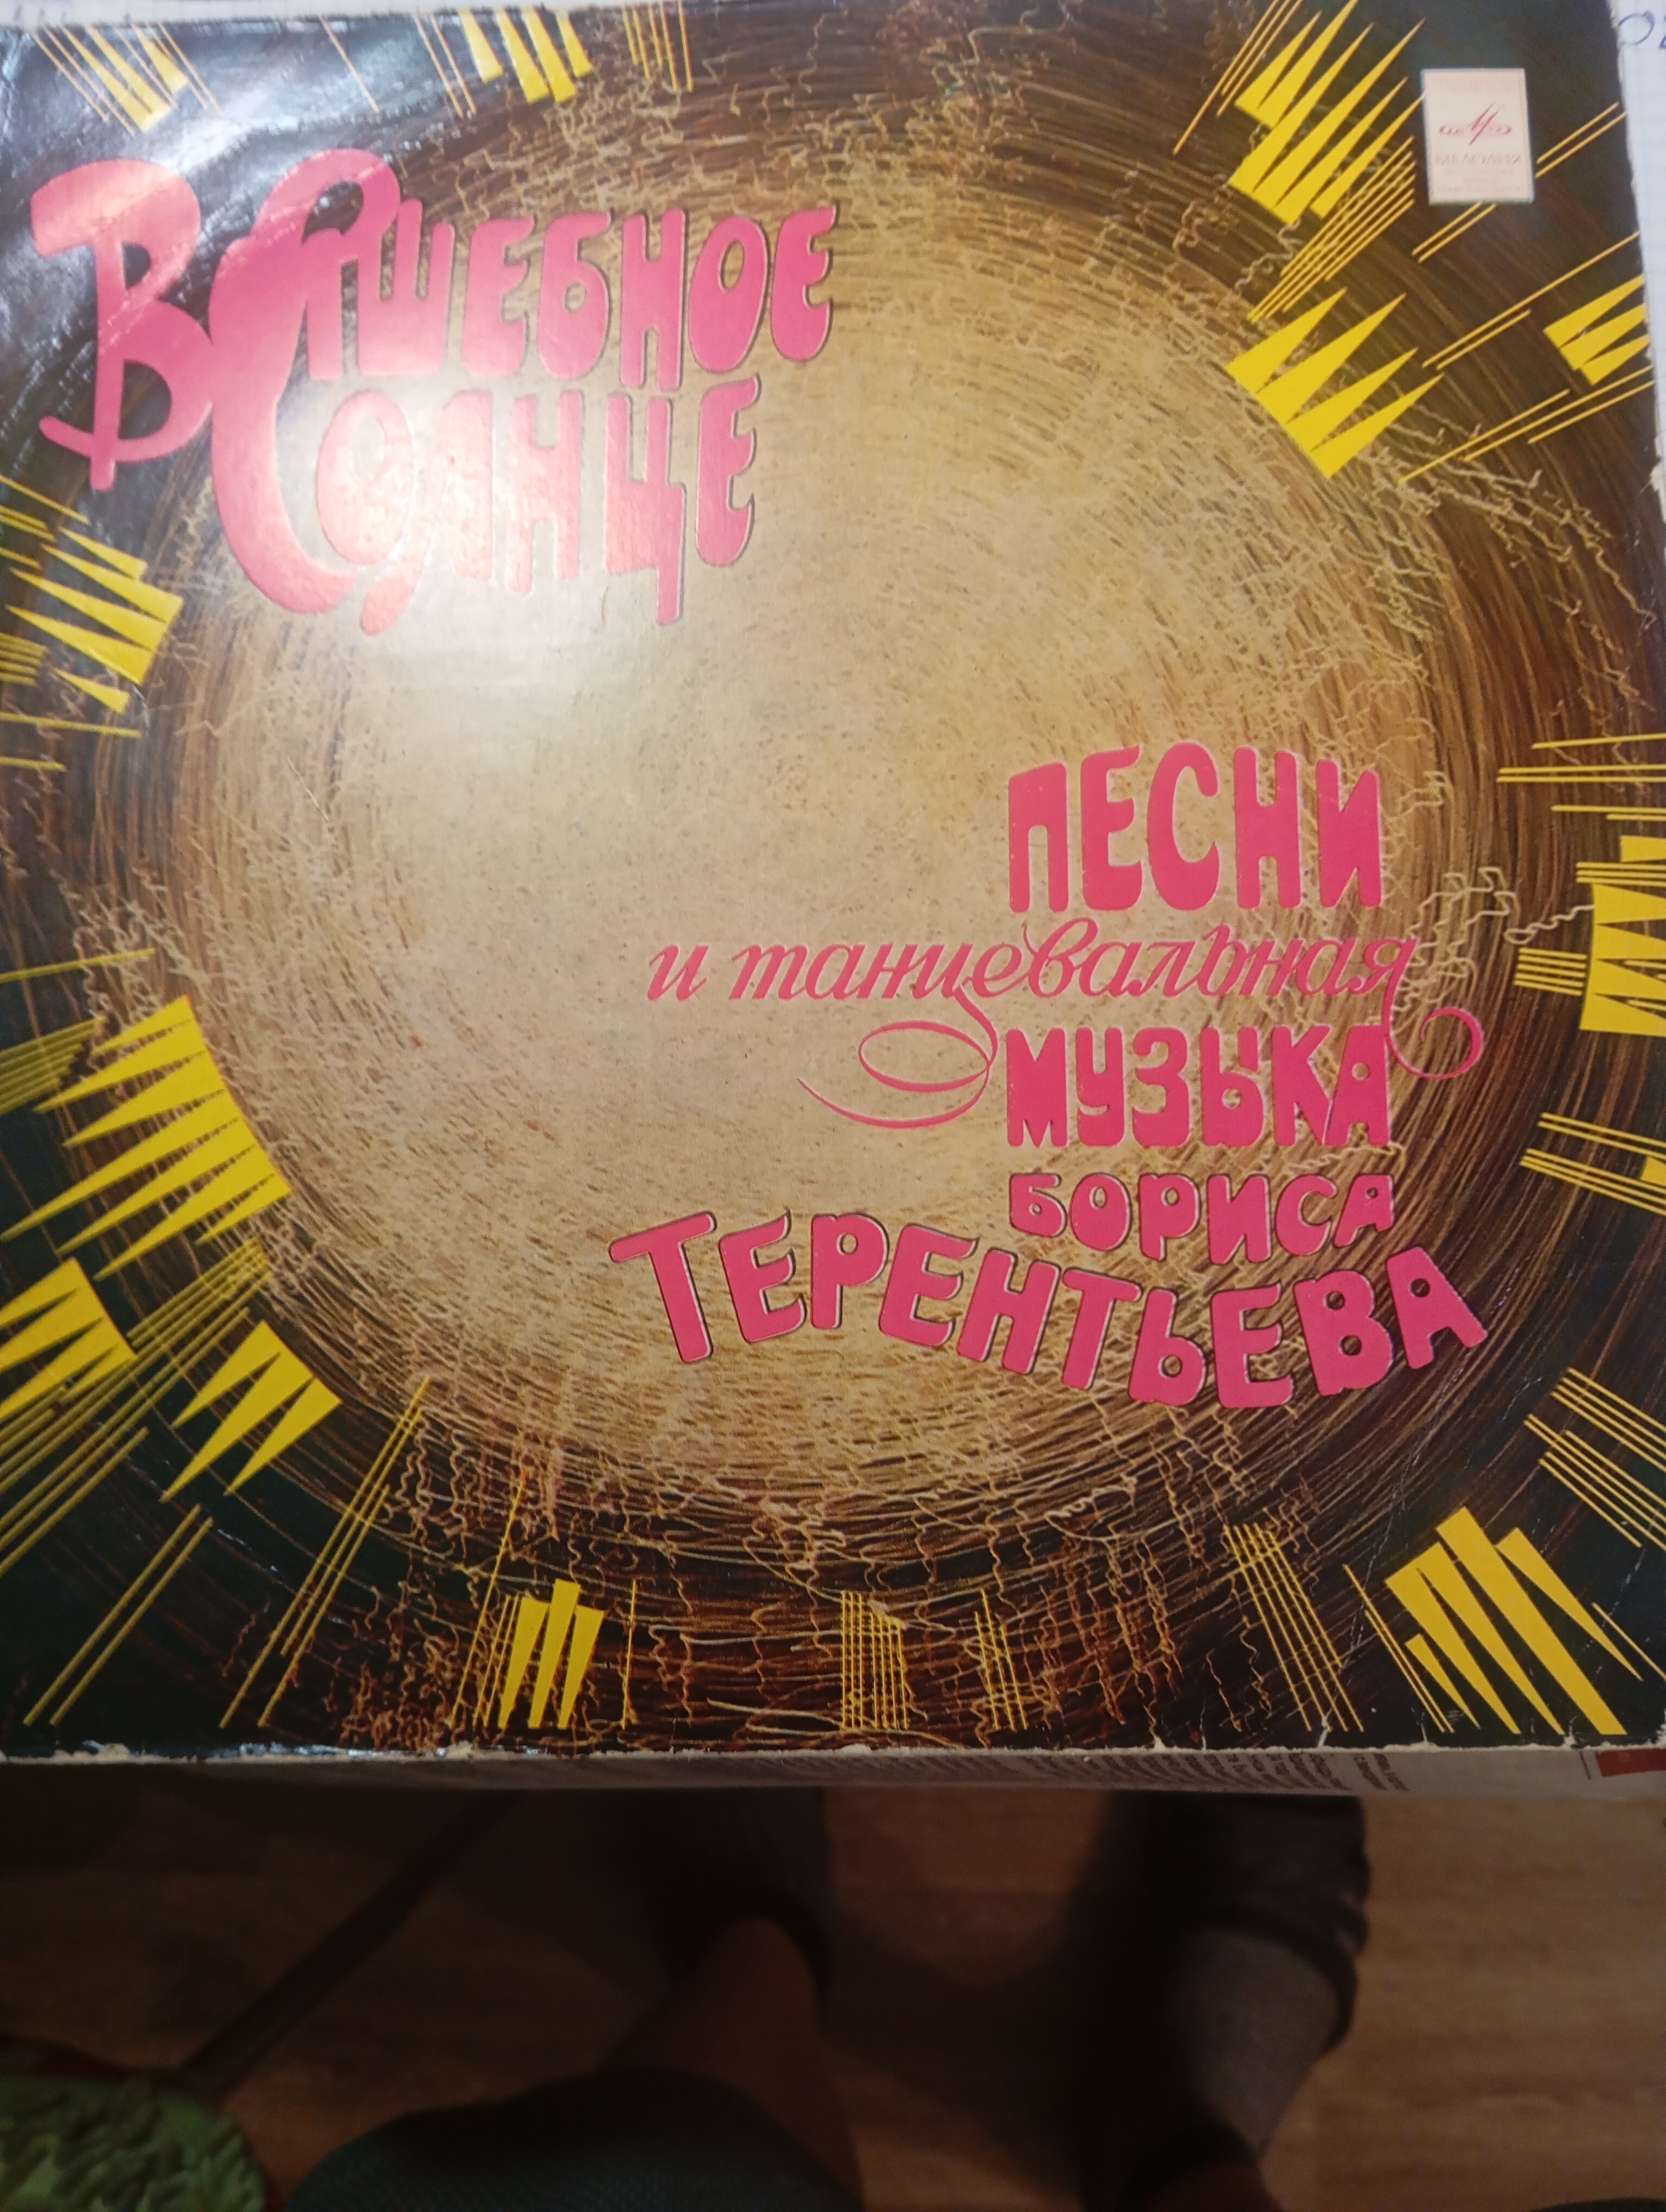 Волшебное
Солнце
МЕЛОДИЯ
ПЕСНИ
и танцевальная
МУЗЫКА
БОРИСА
ТЕРЕНТЬЕВА